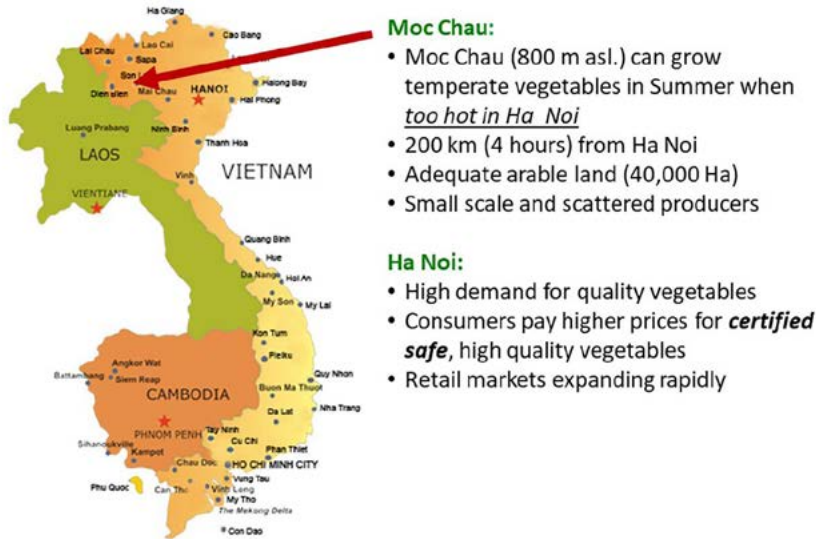 Ha Giang
Cao Bang
Lao Cai
Lai Chau
Sapa
Son
HANOI
Halong Bay
Mai Chau
Dien Bien
Hai Phong
Ninh Binh
Luang Prabang
Thanh Hoa
LAOS
VIETNAM
Vinh
VIENTIANE
Quang Binh
Hue
Da Nang
Hoi An
My Son
My Lai
Kon Tum
Pleiku
Angkor Wat
Battambang
Siem Reap
Quy Nhon
CAMBODIA
Buon Ma Thuot
Da Lat
Nha Trang
PHNOM PENH
Tay Ninh
Sihanoukville
Cu Chi
Kampot
Phan Thiet
Chau Doc
HO CHI MINH CITY
Phu Quoc
Can Tho
Vinh Long
Vung Tau
My Tho
The Mekong Delta
Con Dao
Moc Chau:
• Moc Chau (800 m asl.) can grow
temperate vegetables in Summer when
too hot in Ha Noi
• 200 km (4 hours) from Ha Noi
• Adequate arable land (40,000 Ha)
• Small scale and scattered producers
Ha Noi:
• High demand for quality vegetables
• Consumers pay higher prices for certified
safe, high quality vegetables
• Retail markets expanding rapidly